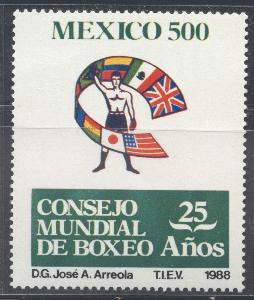 MEXICO 500
CONSEJO
MUNDIAL
DE BOXEO
25
Años
D.G. José A. Arreola T.I.E.V. 1988